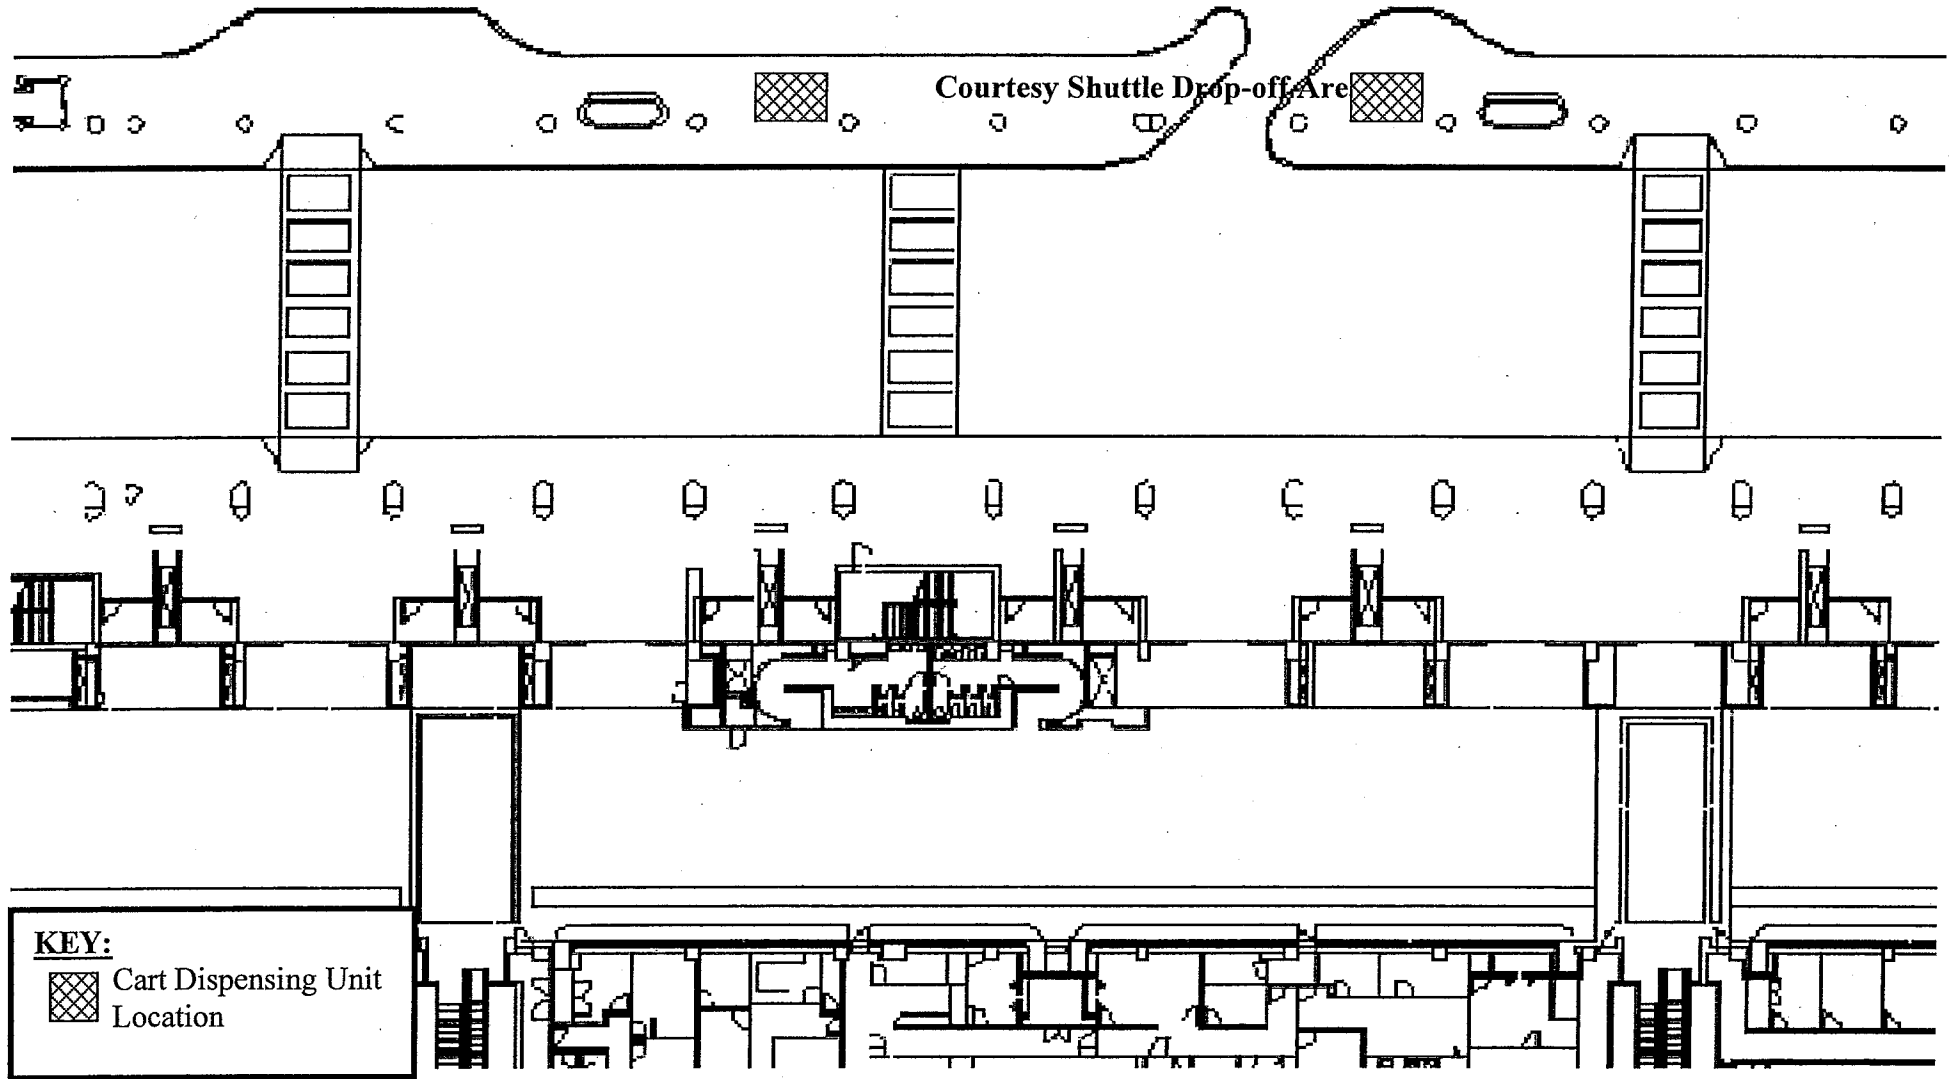 Courtesy Shuttle Drop-off Are
KEY:
Cart Dispensing Unit
Location